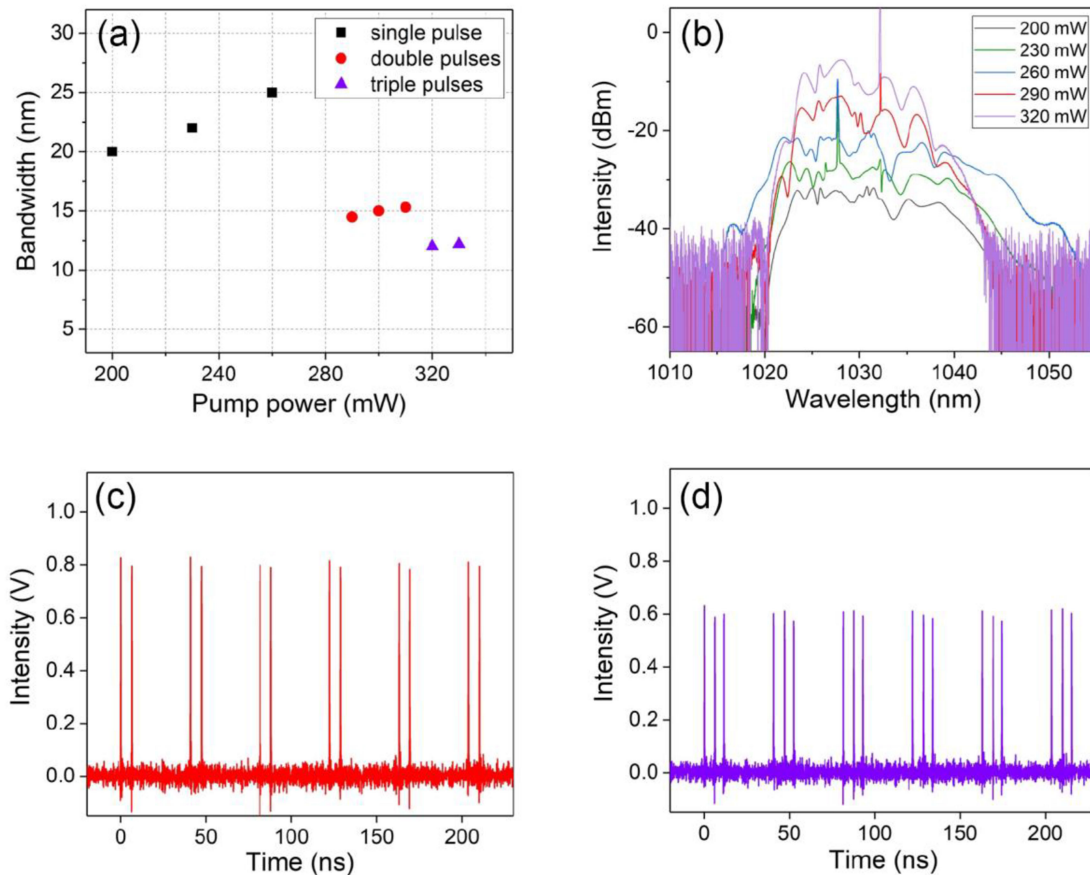 (a)
single pulse
double pulses
triple pulses
30
25
20
15
10
5
Bandwidth (nm)
200 240 280 320
Pump power (mW)
(b)
200 mW
230 mW
260 mW
290 mW
320 mW
0
-20
-40
-60
Intensity (dBm)
1010 1020 1030 1040 1050
Wavelength (nm)
(c)
1.0
0.8
0.6
0.4
0.2
0.0
Intensity (V)
0 50 100 150 200
Time (ns)
(d)
1.0
0.8
0.6
0.4
0.2
0.0
Intensity (V)
0 50 100 150 200
Time (ns)